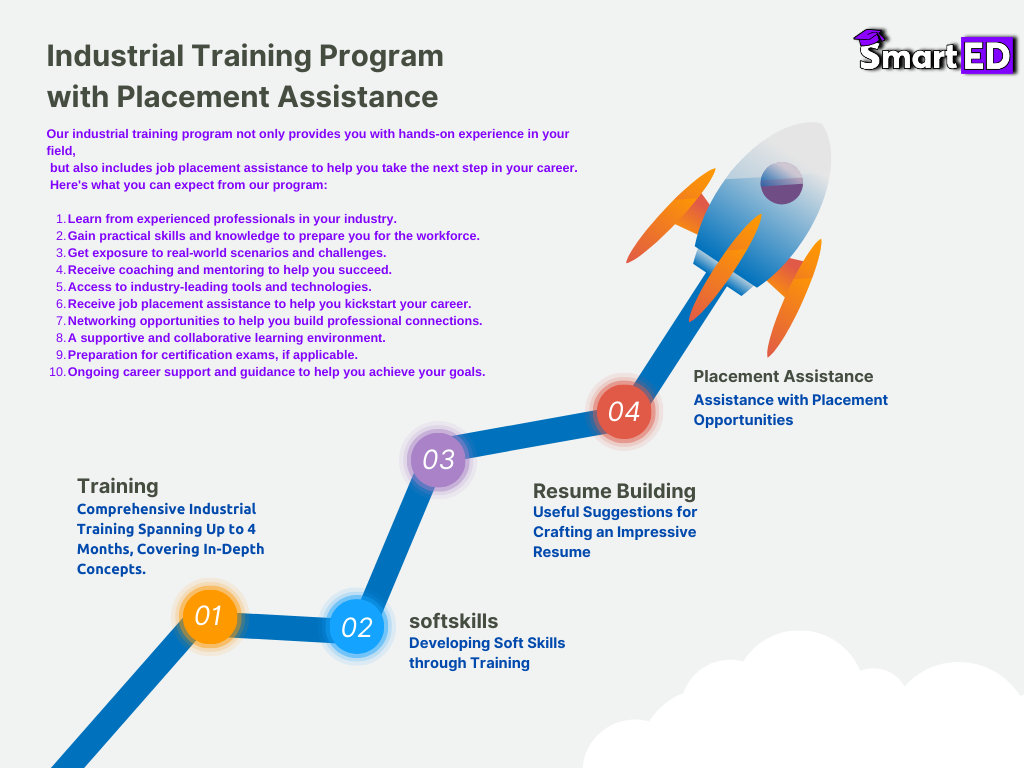 Industrial Training Program
with Placement Assistance
SmartED
Our industrial training program not only provides you with hands-on experience in your
field,
but also includes job placement assistance to help you take the next step in your career.
Here's what you can expect from our program:
1. Learn from experienced professionals in your industry.
2. Gain practical skills and knowledge to prepare you for the workforce.
3. Get exposure to real-world scenarios and challenges.
4. Receive coaching and mentoring to help you succeed.
5. Access to industry-leading tools and technologies.
6. Receive job placement assistance to help you kickstart your career.
7. Networking opportunities to help you build professional connections.
8. A supportive and collaborative learning environment.
9. Preparation for certification exams, if applicable.
10. Ongoing career support and guidance to help you achieve your goals.
Placement Assistance
Assistance with Placement
Opportunities
04
03
Training
Comprehensive Industrial
Training Spanning Up to 4
Months, Covering In-Depth
Concepts.
Resume Building
Useful Suggestions for
Crafting an Impressive
Resume
01
02
softskills
Developing Soft Skills
through Training